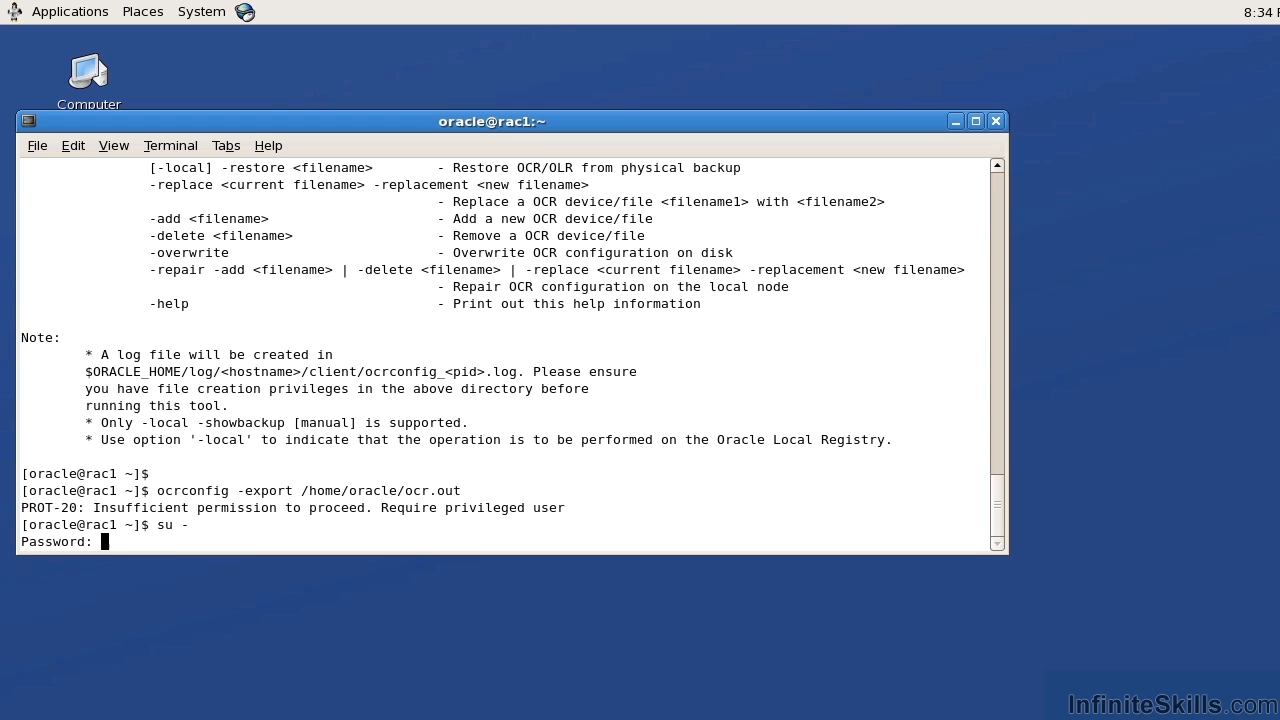 Applications Places System 8:34
Computer
oracle@rac1:~
File Edit View Terminal Tabs Help
[-local] -restore <filename> - Restore OCR/OLR from physical backup
-replace <current filename> -replacement <new filename>
- Replace a OCR device/file <filename1> with <filename2>
-add <filename> - Add a new OCR device/file
-delete <filename> - Remove a OCR device/file
-overwrite - Overwrite OCR configuration on disk
-repair -add <filename> | -delete <filename> | -replace <current filename> -replacement <new filename>
- Repair OCR configuration on the local node
-help - Print out this help information
Note:
* A log file will be created in
$ORACLE_HOME/log/<hostname>/client/ocrconfig_<pid>.log. Please ensure
you have file creation privileges in the above directory before
running this tool.
* Only -local -showbackup [manual] is supported.
* Use option '-local' to indicate that the operation is to be performed on the Oracle Local Registry.
[oracle@rac1 ~]$
[oracle@rac1 ~]$ ocrconfig -export /home/oracle/ocr.out
PROT-20: Insufficient permission to proceed. Require privileged user
[oracle@rac1 ~]$ su -
Password:
InfiniteSkills.com